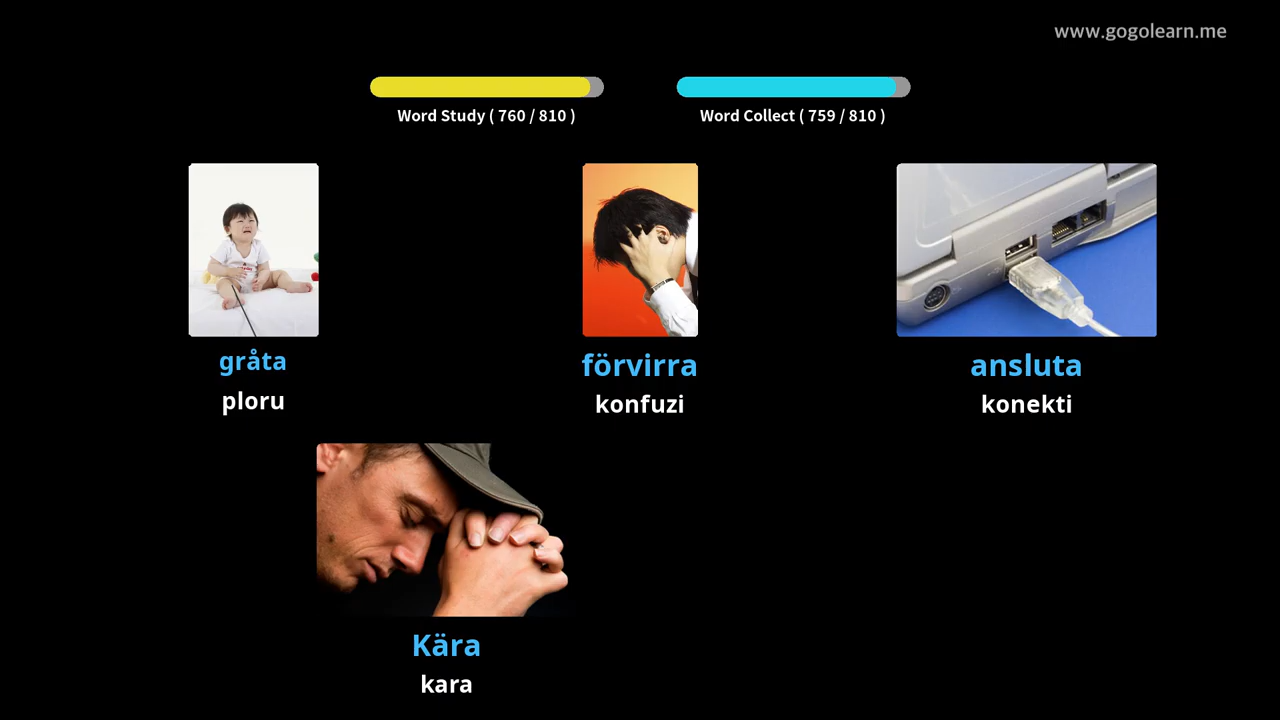 www.gogolearn.me
Word Study ( 760 / 810 )
Word Collect ( 759 / 810 )
gråta
ploru
förvirra
konfuzi
ansluta
konekti
Kära
kara